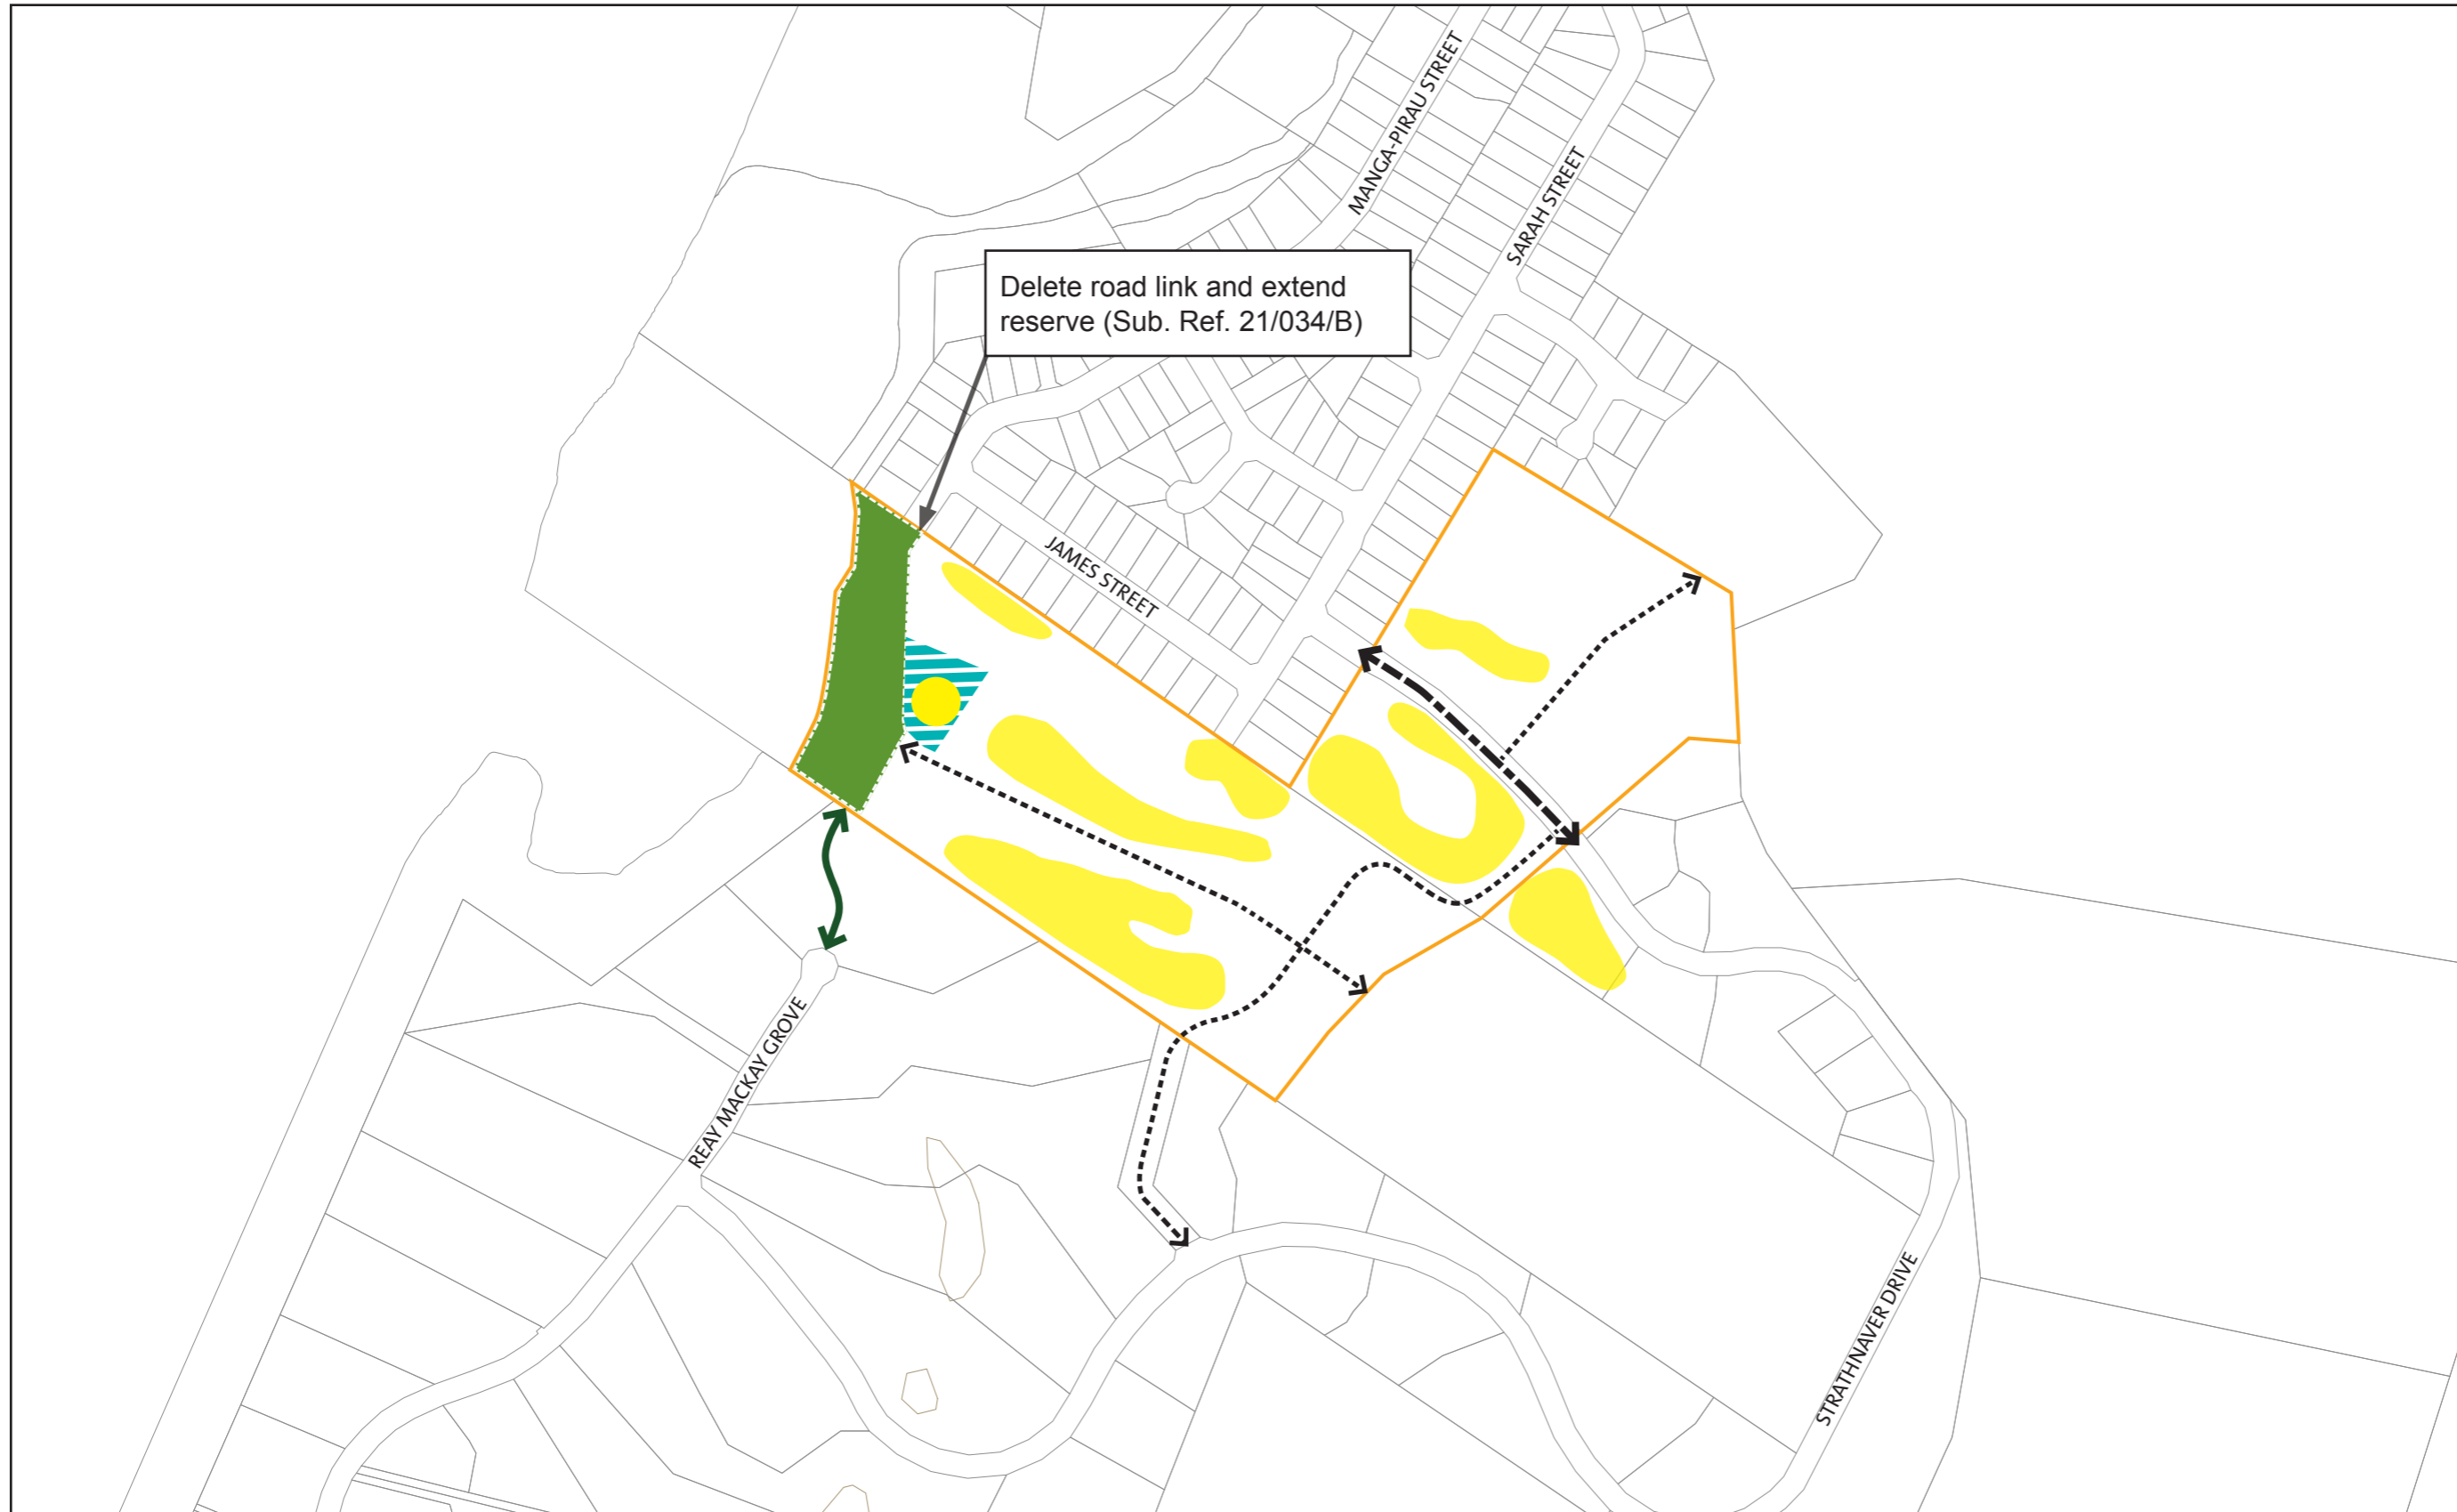 MANGA-PIRAU STREET
SARAH STREET
Delete road link and extend
reserve (Sub. Ref. 21/034/B)
JAMES STREET
REAY MACKAY GROVE
STRATHNAVER DRIVE